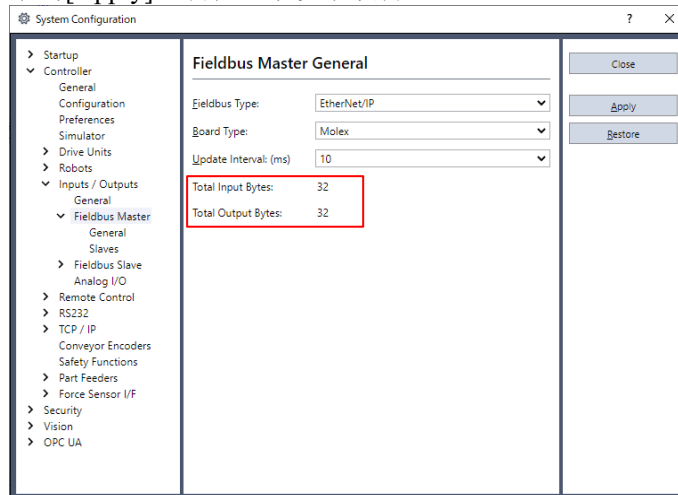 [Apply]
System Configuration
?
Startup
Controller
General
Configuration
Preferences
Simulator
Drive Units
Robots
Inputs / Outputs
General
Fieldbus Master
General
Slaves
Fieldbus Slave
Analog I/O
Remote Control
RS232
TCP / IP
Conveyor Encoders
Safety Functions
Part Feeders
Force Sensor I/F
Security
Vision
OPC UA
Fieldbus Master General
Fieldbus Type: EtherNet/IP
Board Type: Molex
Update Interval: (ms) 10
Total Input Bytes: 32
Total Output Bytes: 32
Close
Apply
Restore